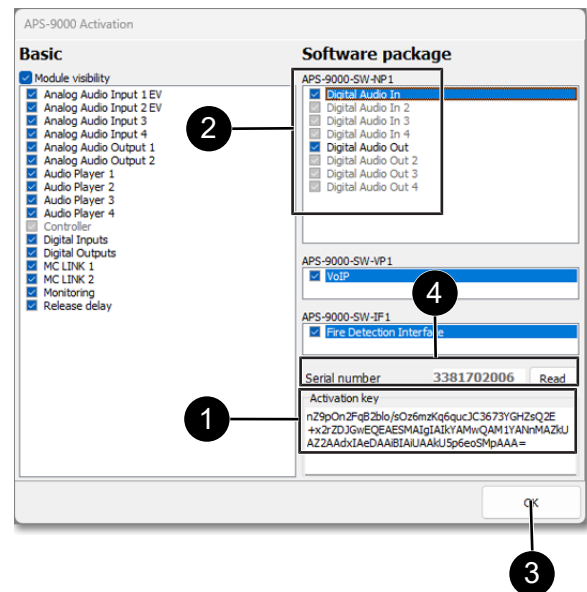 APS-9000 Activation
Basic
Module visibility
Analog Audio Input 1 EV
Analog Audio Input 2 EV
Analog Audio Input 3
Analog Audio Input 4
Analog Audio Output 1
Analog Audio Output 2
Audio Player 1
Audio Player 2
Audio Player 3
Audio Player 4
Controller
Digital Inputs
Digital Outputs
MC LINK 1
MC LINK 2
Monitoring
Release delay
Software package
APS-9000-SW-NP1
Digital Audio In
Digital Audio In 2
Digital Audio In 3
Digital Audio In 4
Digital Audio Out
Digital Audio Out 2
Digital Audio Out 3
Digital Audio Out 4
2
APS-9000-SW-VP1
VoIP
4
APS-9000-SW-IF1
Fire Detection Interface
Serial number 3381702006 Read
Activation key
nZ9pOn2FqB2blo/sOz6mzKq6qucJC3673YGHZsQ2E
+x2rZDJGwEQEAESMAIgIAIkYAMwQAM1YANnMAZkU
AZ2AAdxIAeDAAiBIAiUAAkU5p6eoSMpAAA=
1
OK
3